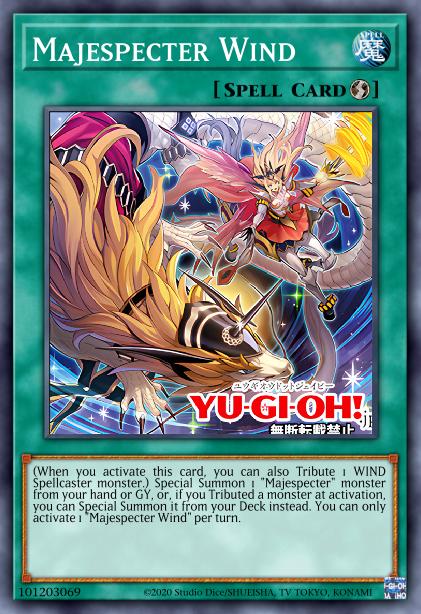 MAJESPECTER WIND
SPELL
魔
[SPELL CARD]
ユウギオウドットジェイピー
YU-GI-OH!
無断転載禁止
(When you activate this card, you can also Tribute 1 WIND
Spellcaster monster.) Special Summon 1 "Majespecter" monster
from your hand or GY, or, if you Tributed a monster at activation,
you can Special Summon it from your Deck instead. You can only
activate 1 "Majespecter Wind" per turn.
101203069
©2020 Studio Dice/SHUEISHA, TV TOKYO, KONAMI